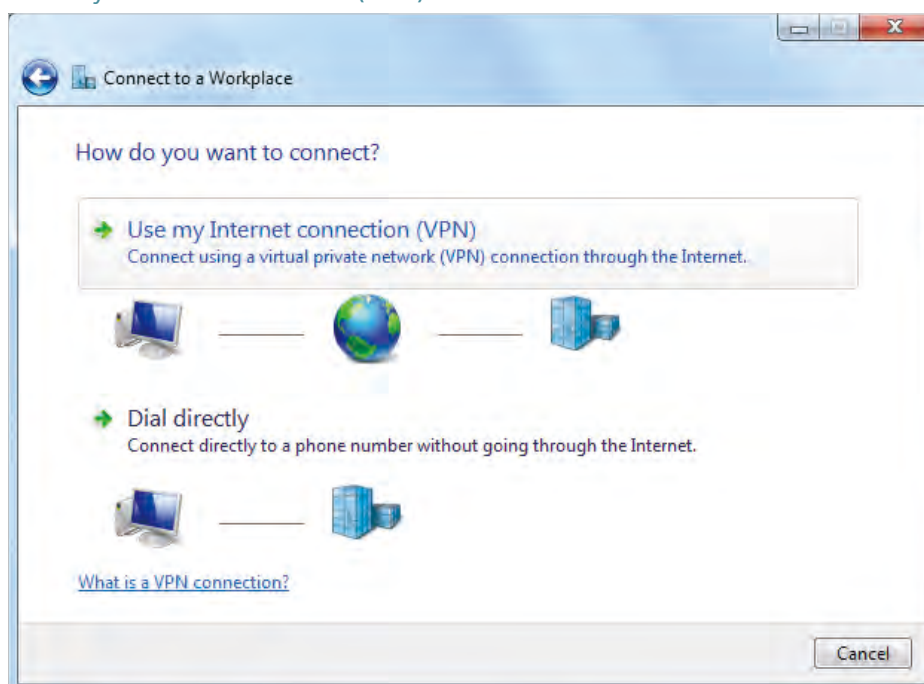 Connect to a Workplace
How do you want to connect?
Use my Internet connection (VPN)
Connect using a virtual private network (VPN) connection through the Internet.
Dial directly
Connect directly to a phone number without going through the Internet.
What is a VPN connection?
Cancel